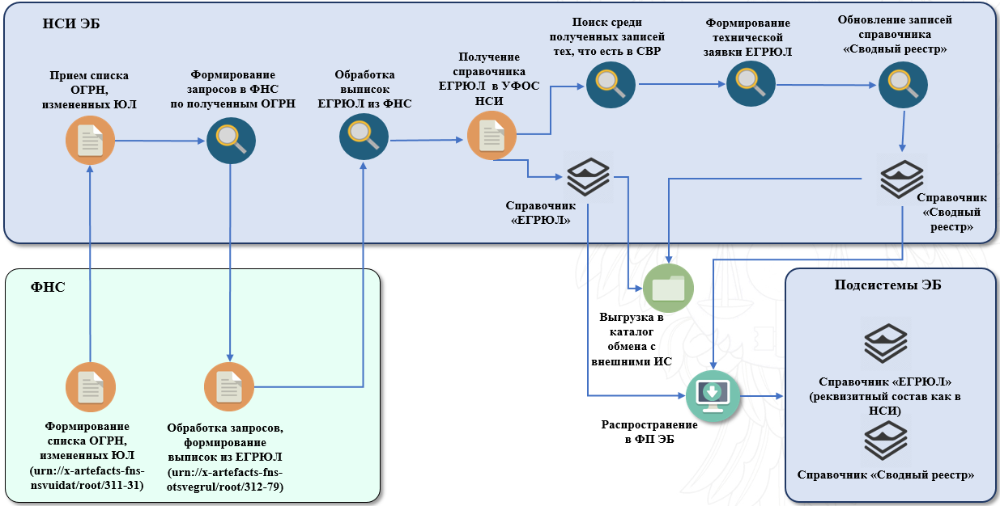 НСИ ЭБ
Прием списка
ОГРН,
измененных ЮЛ
Формирование
запросов в ФНС
по полученным ОГРН
Обработка
выписок
ЕГРЮЛ из ФНС
Получение
справочника
ЕГРЮЛ в УФОС
НСИ
Поиск среди
полученных записей
тех, что есть в СВР
Формирование
технической
заявки ЕГРЮЛ
Обновление записей
справочника
«Сводный реестр»
Справочник
«ЕГРЮЛ»
Справочник
«Сводный
реестр»
ФНС
Формирование
списка ОГРН,
измененных ЮЛ
(urn://x-artefacts-fns-
nsvuidat/root/311-31)
Обработка запросов,
формирование
выписок из ЕГРЮЛ
(urn://x-artefacts-fns-
otsvegrul/root/312-79)
Выгрузка в
каталог
обмена с
внешними ИС
Распространение
в ФП ЭБ
Подсистемы ЭБ
Справочник «ЕГРЮЛ»
(реквизитный состав как в
НСИ)
Справочник «Сводный реестр»